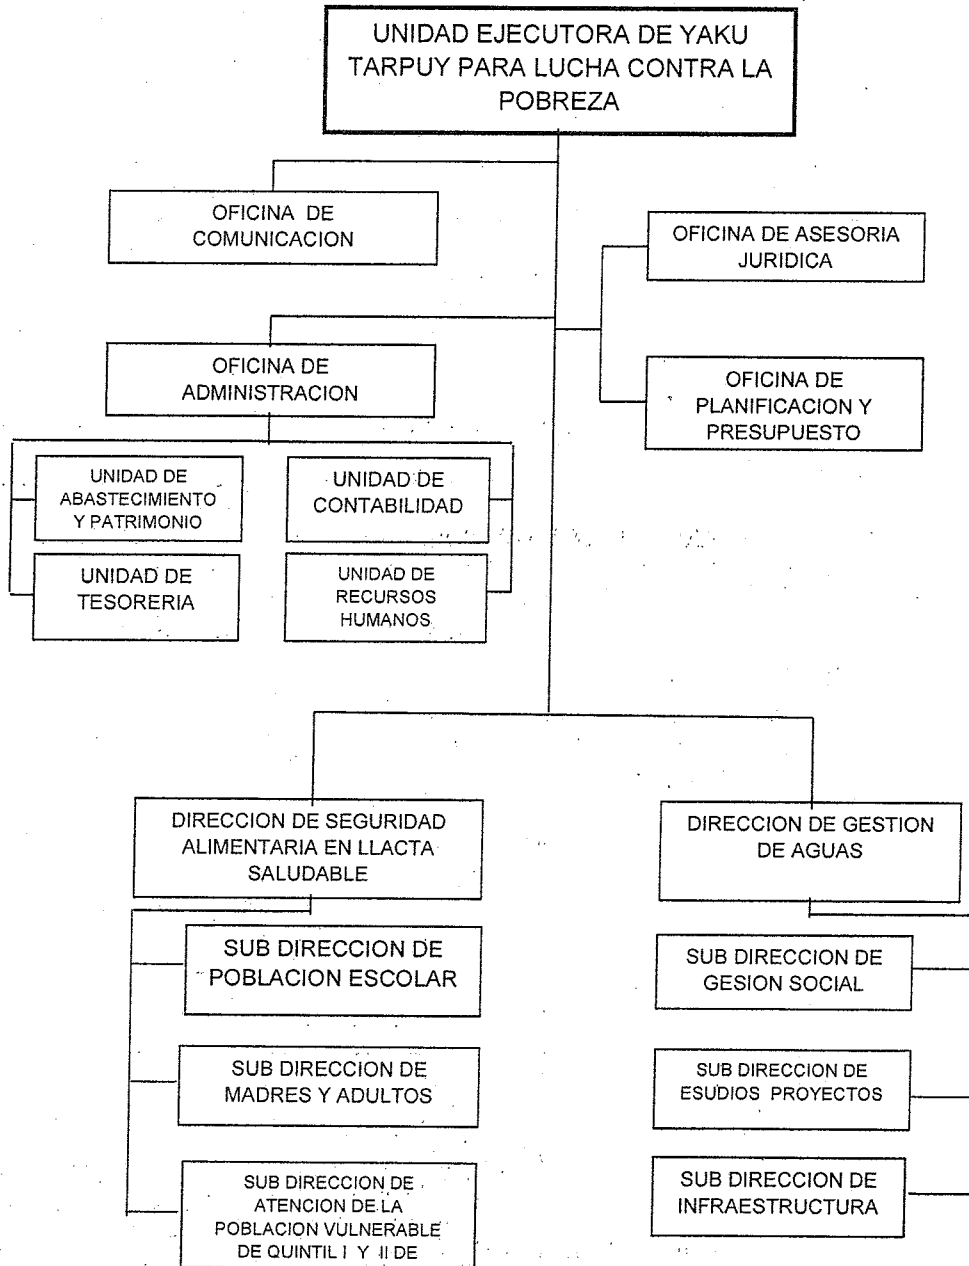 UNIDAD EJECUTORA DE YAKU
TARPUY PARA LUCHA CONTRA LA
POBREZA
OFICINA DE
COMUNICACION
OFICINA DE ASESORIA
JURIDICA
OFICINA DE
ADMINISTRACION
OFICINA DE
PLANIFICACION Y
PRESUPUESTO
UNIDAD DE
ABASTECIMIENTO
Y PATRIMONIO
UNIDAD DE
CONTABILIDAD
UNIDAD DE
TESORERIA
UNIDAD DE
RECURSOS
HUMANOS
DIRECCION DE SEGURIDAD
ALIMENTARIA EN LLACTA
SALUDABLE
DIRECCION DE GESTION
DE AGUAS
SUB DIRECCION DE
POBLACION ESCOLAR
SUB DIRECCION DE
GESION SOCIAL
SUB DIRECCION DE
MADRES Y ADULTOS
SUB DIRECCION DE
ESUDIOS PROYECTOS
SUB DIRECCION DE
ATENCION DE LA
POBLACION VULNERABLE
DE QUINTIL I Y II DE
SUB DIRECCION DE
INFRAESTRUCTURA